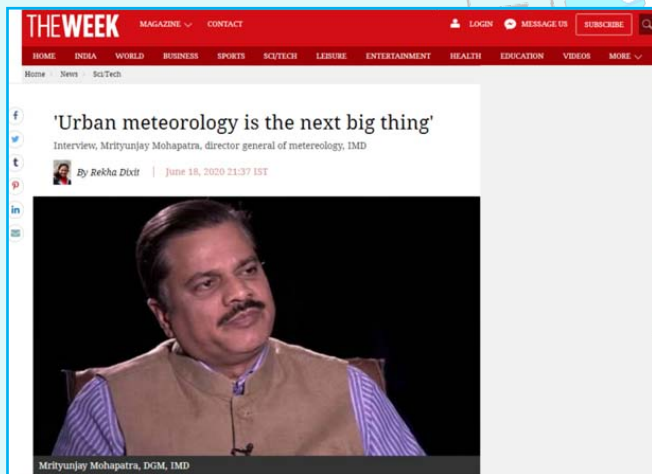 THEWEEK MAGAZINE CONTACT LOGIN MESSAGE US SUBSCRIBE
HOME INDIA WORLD BUSINESS SPORTS SCI/TECH LEISURE ENTERTAINMENT HEALTH EDUCATION VIDEOS MORE
Home News Sci/Tech
'Urban meteorology is the next big thing'
Interview, Mrityunjay Mohapatra, director general of metereology, IMD
By Rekha Dixit | June 18, 2020 21:37 IST
Mrityunjay Mohapatra, DGM, IMD